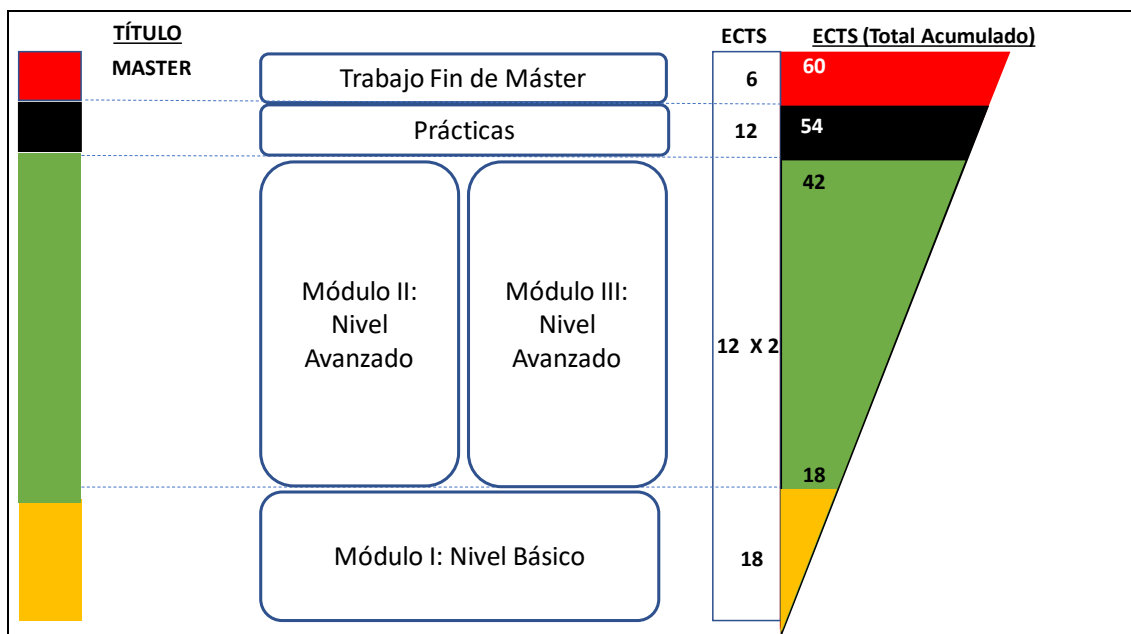 TÍTULO
ECTS
ECTS (Total Acumulado)
MASTER
Trabajo Fin de Máster
6
60
Prácticas
12
54
42
Módulo II:
Nivel
Avanzado
Módulo III:
Nivel
Avanzado
12 X 2
18
Módulo I: Nivel Básico
18